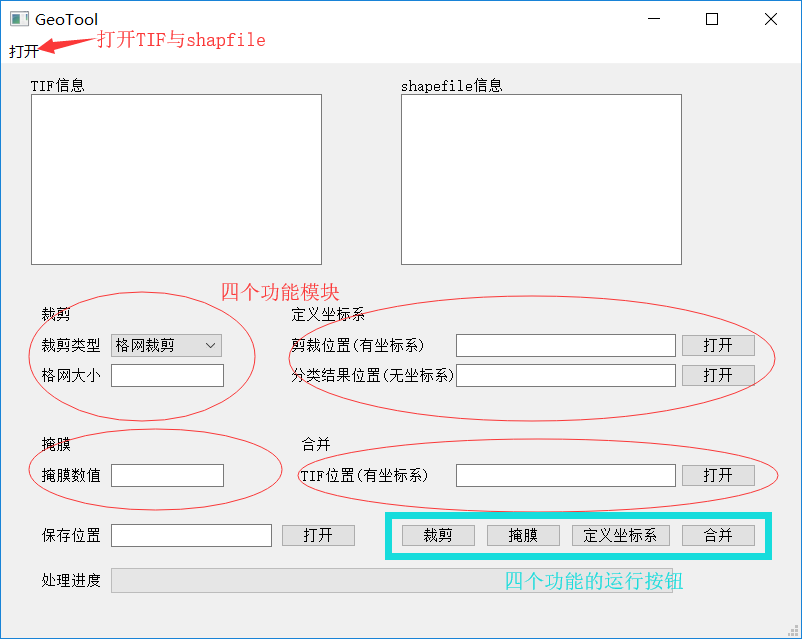 GeoTool
打开
打开TIF与shapfile
TIF信息
shapefile信息
四个功能模块
裁剪
定义坐标系
裁剪类型
格网裁剪
剪裁位置(有坐标系)
打开
格网大小
分类结果位置(无坐标系)
打开
掩膜
合并
掩膜数值
TIF位置(有坐标系)
打开
保存位置
打开
裁剪
掩膜
定义坐标系
合并
处理进度
四个功能的运行按钮